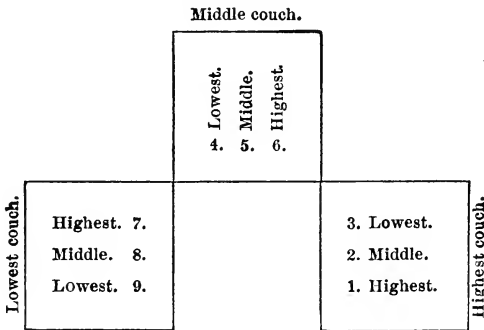 Middle couch.
4. Lowest.
5. Middle.
6. Highest.
Lowest couch.
Highest. 7.
Middle. 8.
Lowest. 9.
3. Lowest.
2. Middle.
1. Highest.
Highest couch.